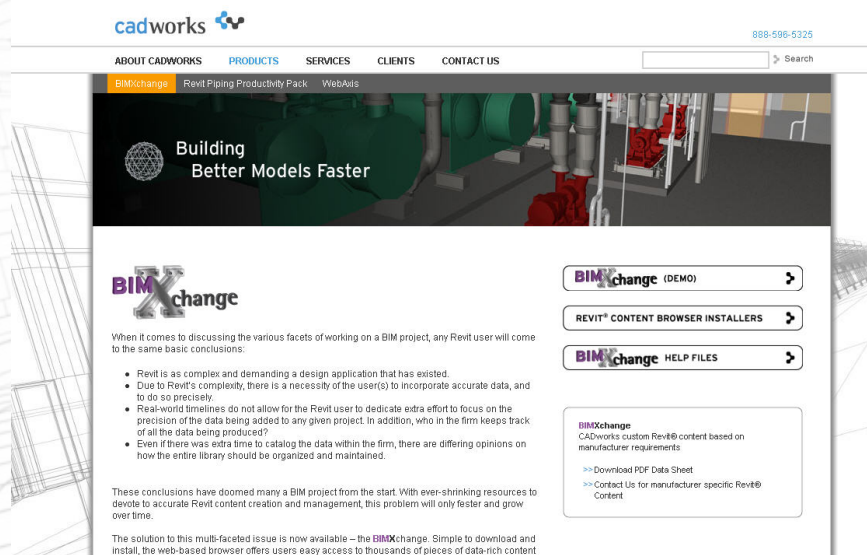 cadworks
888-596-5325
ABOUT CADWORKS PRODUCTS SERVICES CLIENTS CONTACT US
Search
BIMXchange Revit Piping Productivity Pack WebAxis
Building
Better Models Faster
BIMXchange
When it comes to discussing the various facets of working on a BIM project, any Revit user will come
to the same basic conclusions:
Revit is as complex and demanding a design application that has existed.
Due to Revit's complexity, there is a necessity of the user(s) to incorporate accurate data, and
to do so precisely.
Real-world timelines do not allow for the Revit user to dedicate extra effort to focus on the
precision of the data being added to any given project. In addition, who in the firm keeps track
of all the data being produced?
Even if there was extra time to catalog the data within the firm, there are differing opinions on
how the entire library should be organized and maintained.
These conclusions have doomed many a BIM project from the start. With ever-shrinking resources to
devote to accurate Revit content creation and management, this problem will only fester and grow
over time.
The solution to this multi-faceted issue is now available – the BIMXchange. Simple to download and
install, the web-based browser offers users easy access to thousands of pieces of data-rich content
BIMXchange (DEMO)
REVIT® CONTENT BROWSER INSTALLERS
BIMXchange HELP FILES
BIMXchange
CADworks custom Revit® content based on
manufacturer requirements
>> Download PDF Data Sheet
>> Contact Us for manufacturer specific Revit®
Content